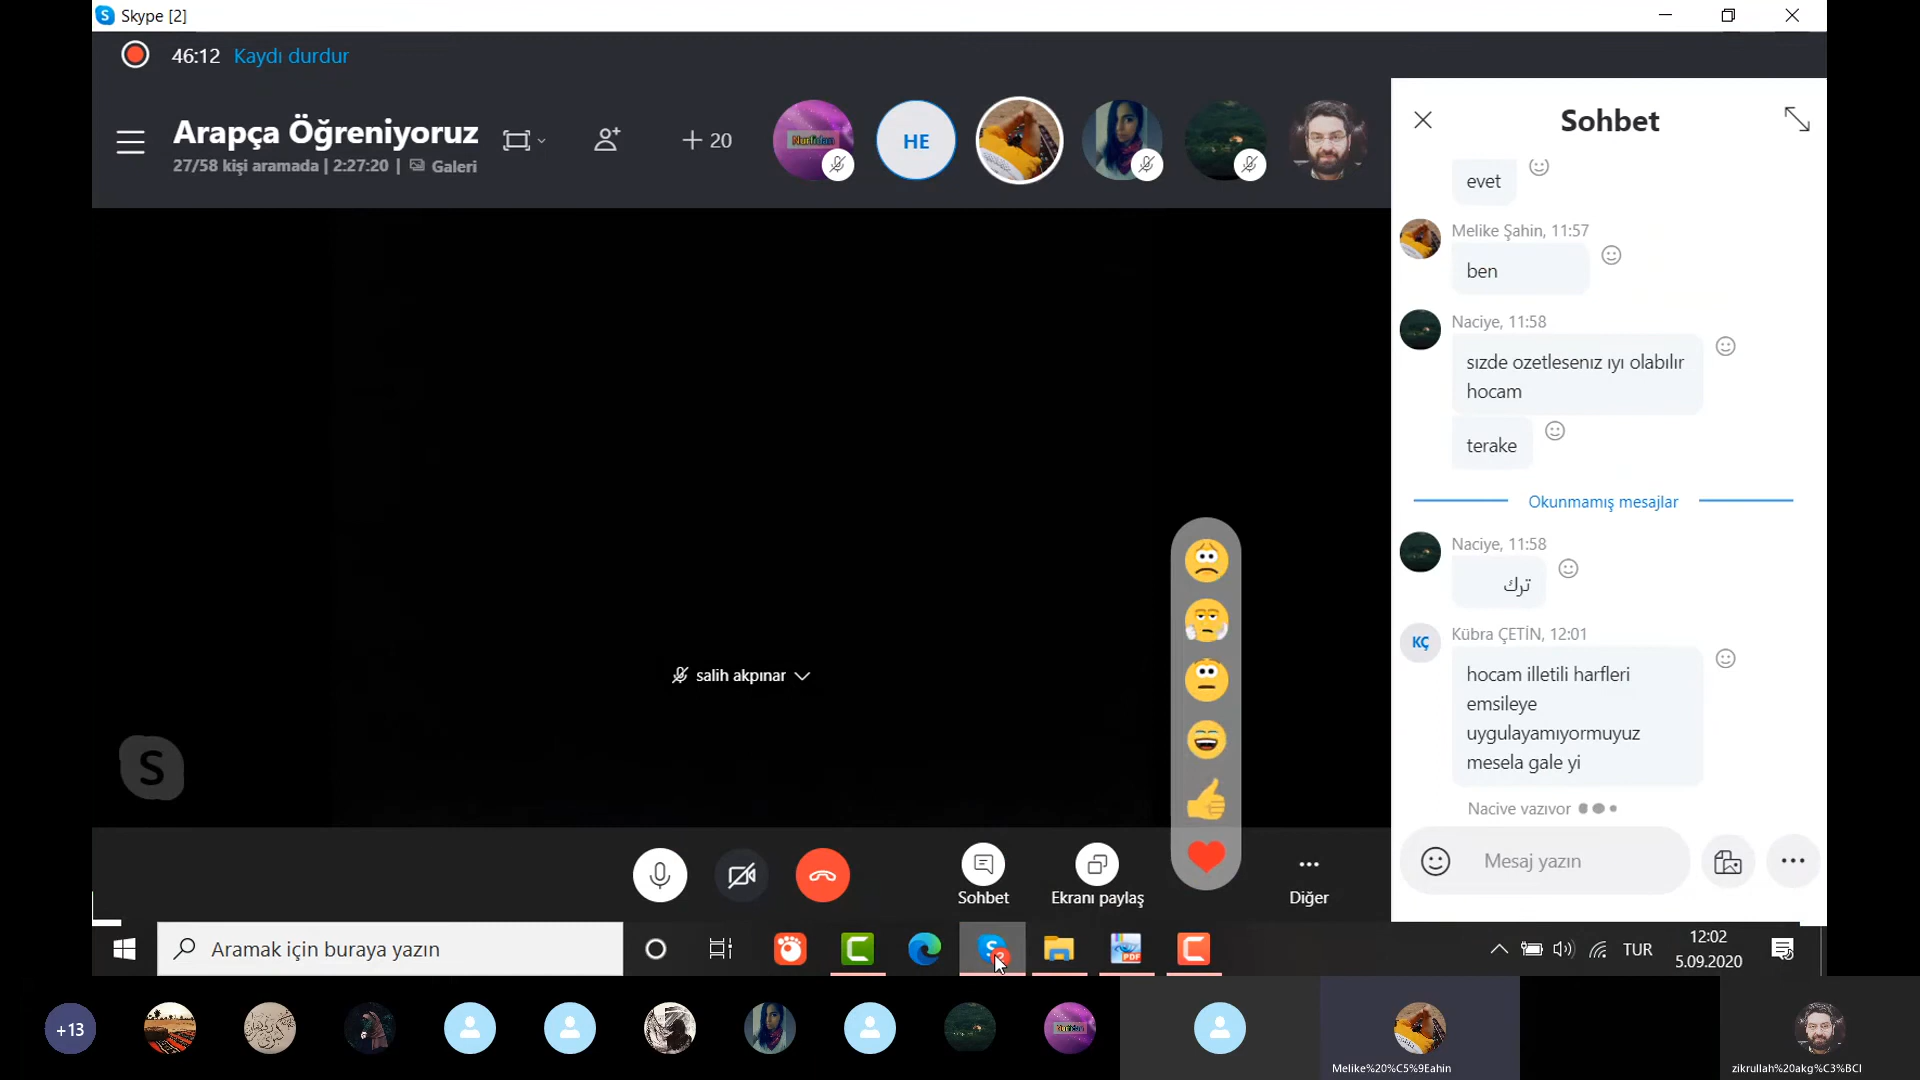 Skype [2]
46:12 Kaydı durdur
Arapça Öğreniyoruz
27/58 kişi aramada | 2:27:20 | Galeri
+ 20
Nurfidan
HE
Sohbet
evet
Melike Şahin, 11:57
ben
Naciye, 11:58
sızde ozetlesenız ıyı olabılır
hocam
terake
Okunmamış mesajlar
Naciye, 11:58
ترك
KÇ
Kübra ÇETİN, 12:01
hocam illetili harfleri
emsileye
uygulayamıyormuyuz
mesela gale yi
Naciye yazıyor
Mesaj yazın
salih akpınar
S
Sohbet
Ekranı paylaş
Diğer
Aramak için buraya yazın
PDF
TUR
12:02
5.09.2020
+13
Melike%20%C5%9Eahin
zikrullah%20akg%C3%BCl